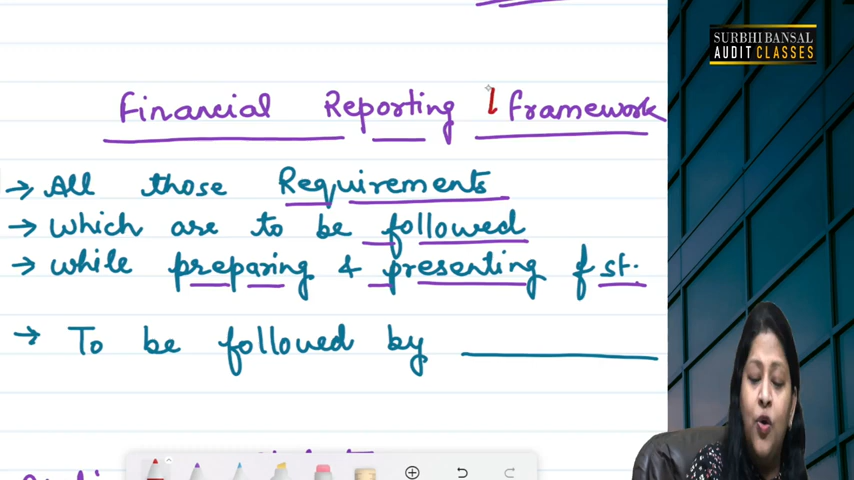 SURBHI BANSAL
AUDIT CLASSES
Financial Reporting framework
→ All those Requirements
→ which are to be followed
→ while preparing & presenting f st.
→ To be followed by